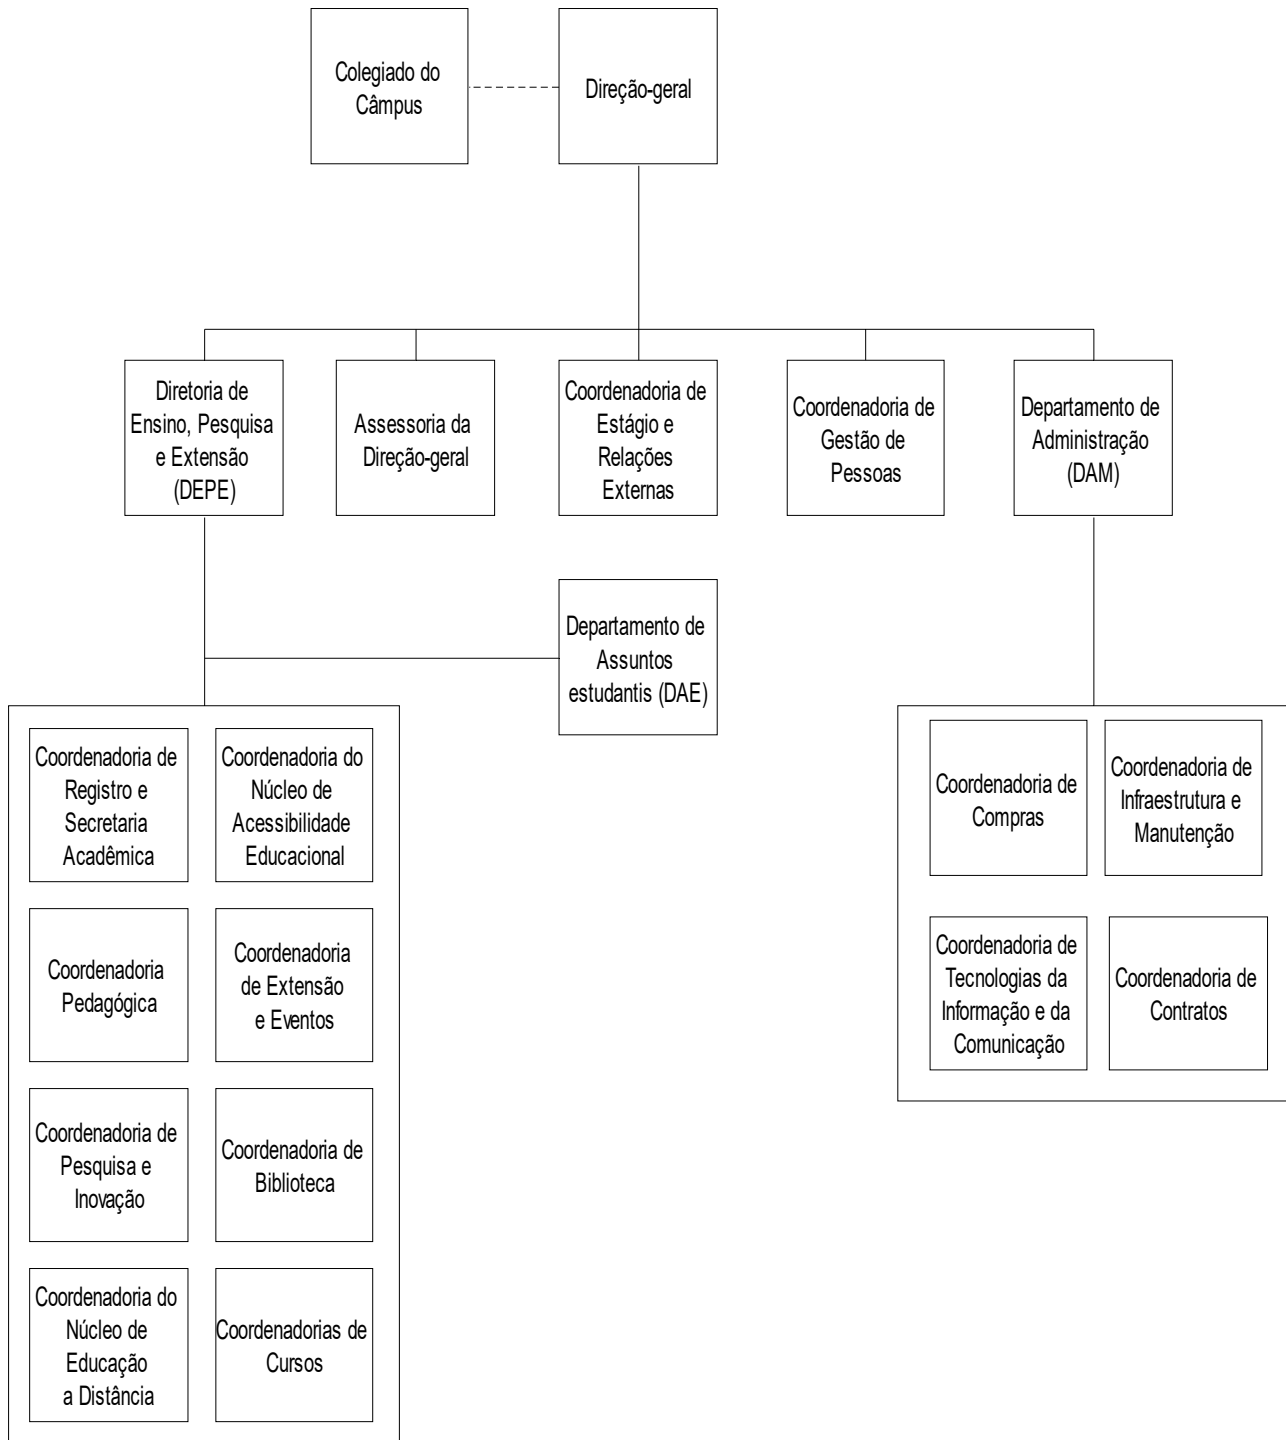 Colegiado do
Câmpus
Direção-geral
Diretoria de
Ensino, Pesquisa
e Extensão
(DEPE)
Assessoria da
Direção-geral
Coordenadoria de
Estágio e
Relações
Externas
Coordenadoria de
Gestão de
Pessoas
Departamento de
Administração
(DAM)
Departamento de
Assuntos
estudantis (DAE)
Coordenadoria de
Registro e
Secretaria
Acadêmica
Coordenadoria do
Núcleo de
Acessibilidade
Educacional
Coordenadoria
Pedagógica
Coordenadoria
de Extensão
e Eventos
Coordenadoria de
Pesquisa e
Inovação
Coordenadoria de
Biblioteca
Coordenadoria do
Núcleo de
Educação
a Distância
Coordenadorias de
Cursos
Coordenadoria de
Compras
Coordenadoria de
Infraestrutura e
Manutenção
Coordenadoria de
Tecnologias da
Informação e da
Comunicação
Coordenadoria de
Contratos